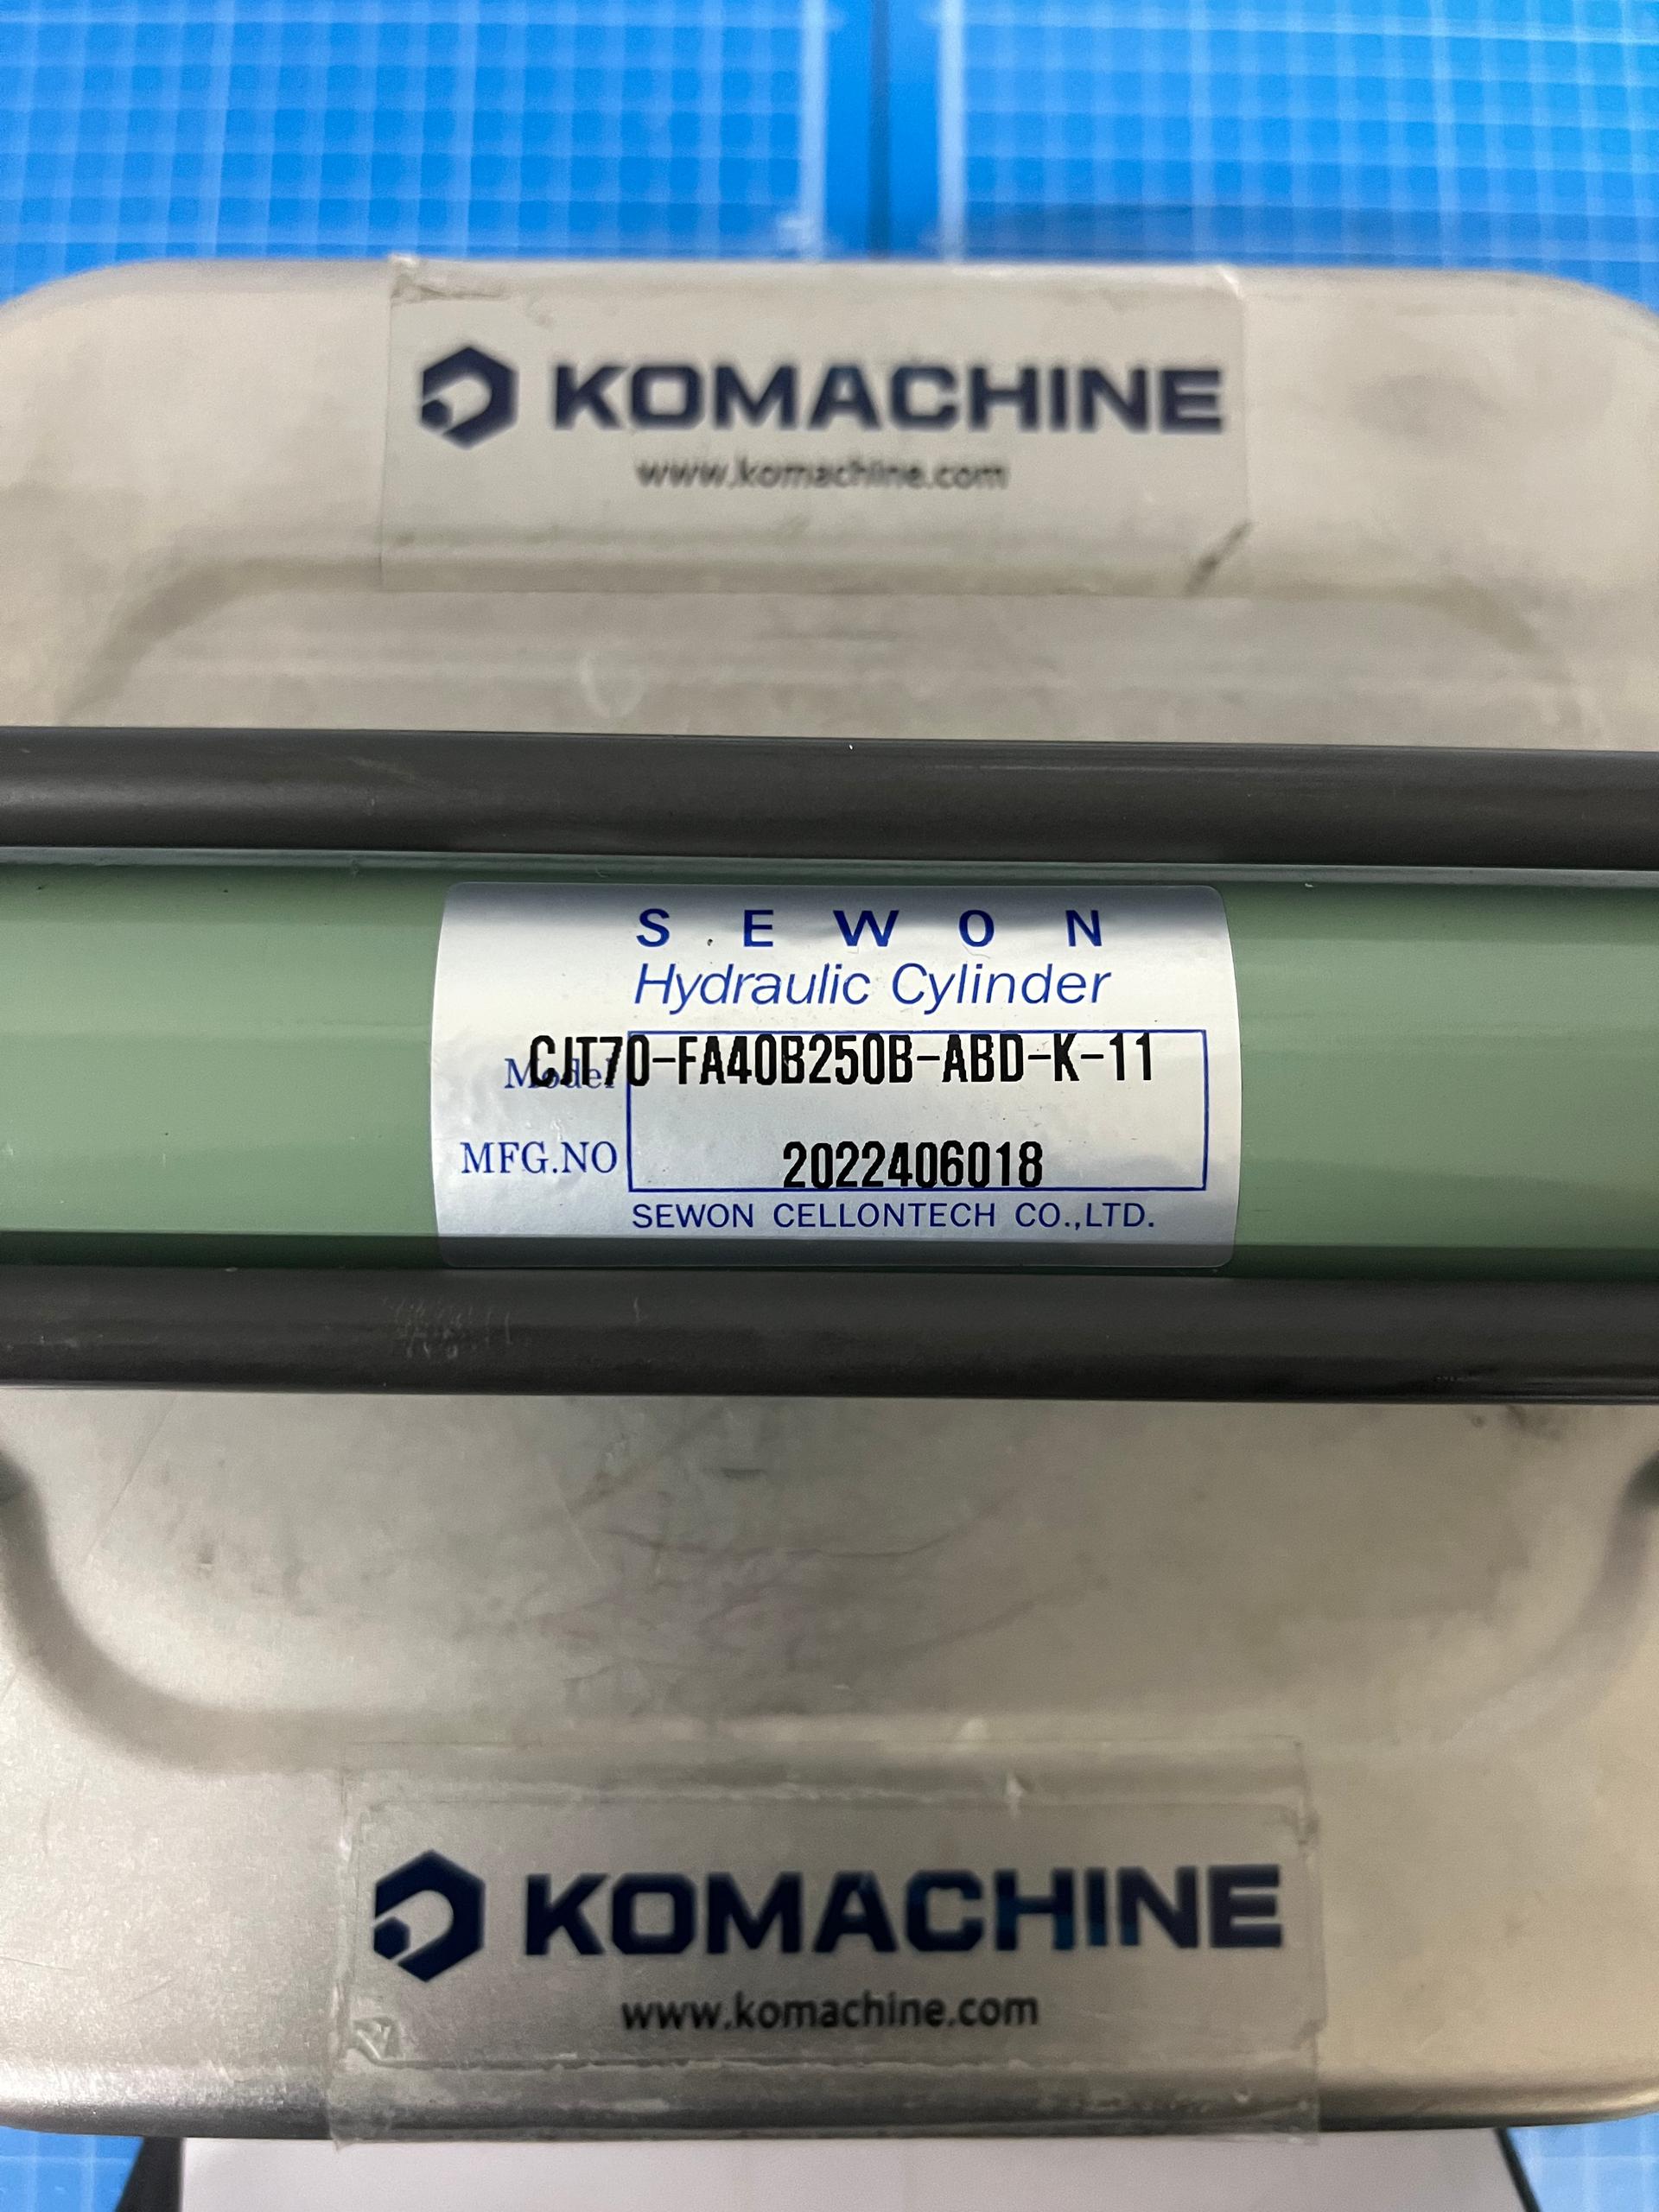 KOMACHINE
www.komachine.com
SEWON
Hydraulic Cylinder
Model CJT70-FA40B250B-ABD-K-11
MFG.NO 2022406018
SEWON CELLONTECH CO.,LTD.
KOMACHINE
www.komachine.com